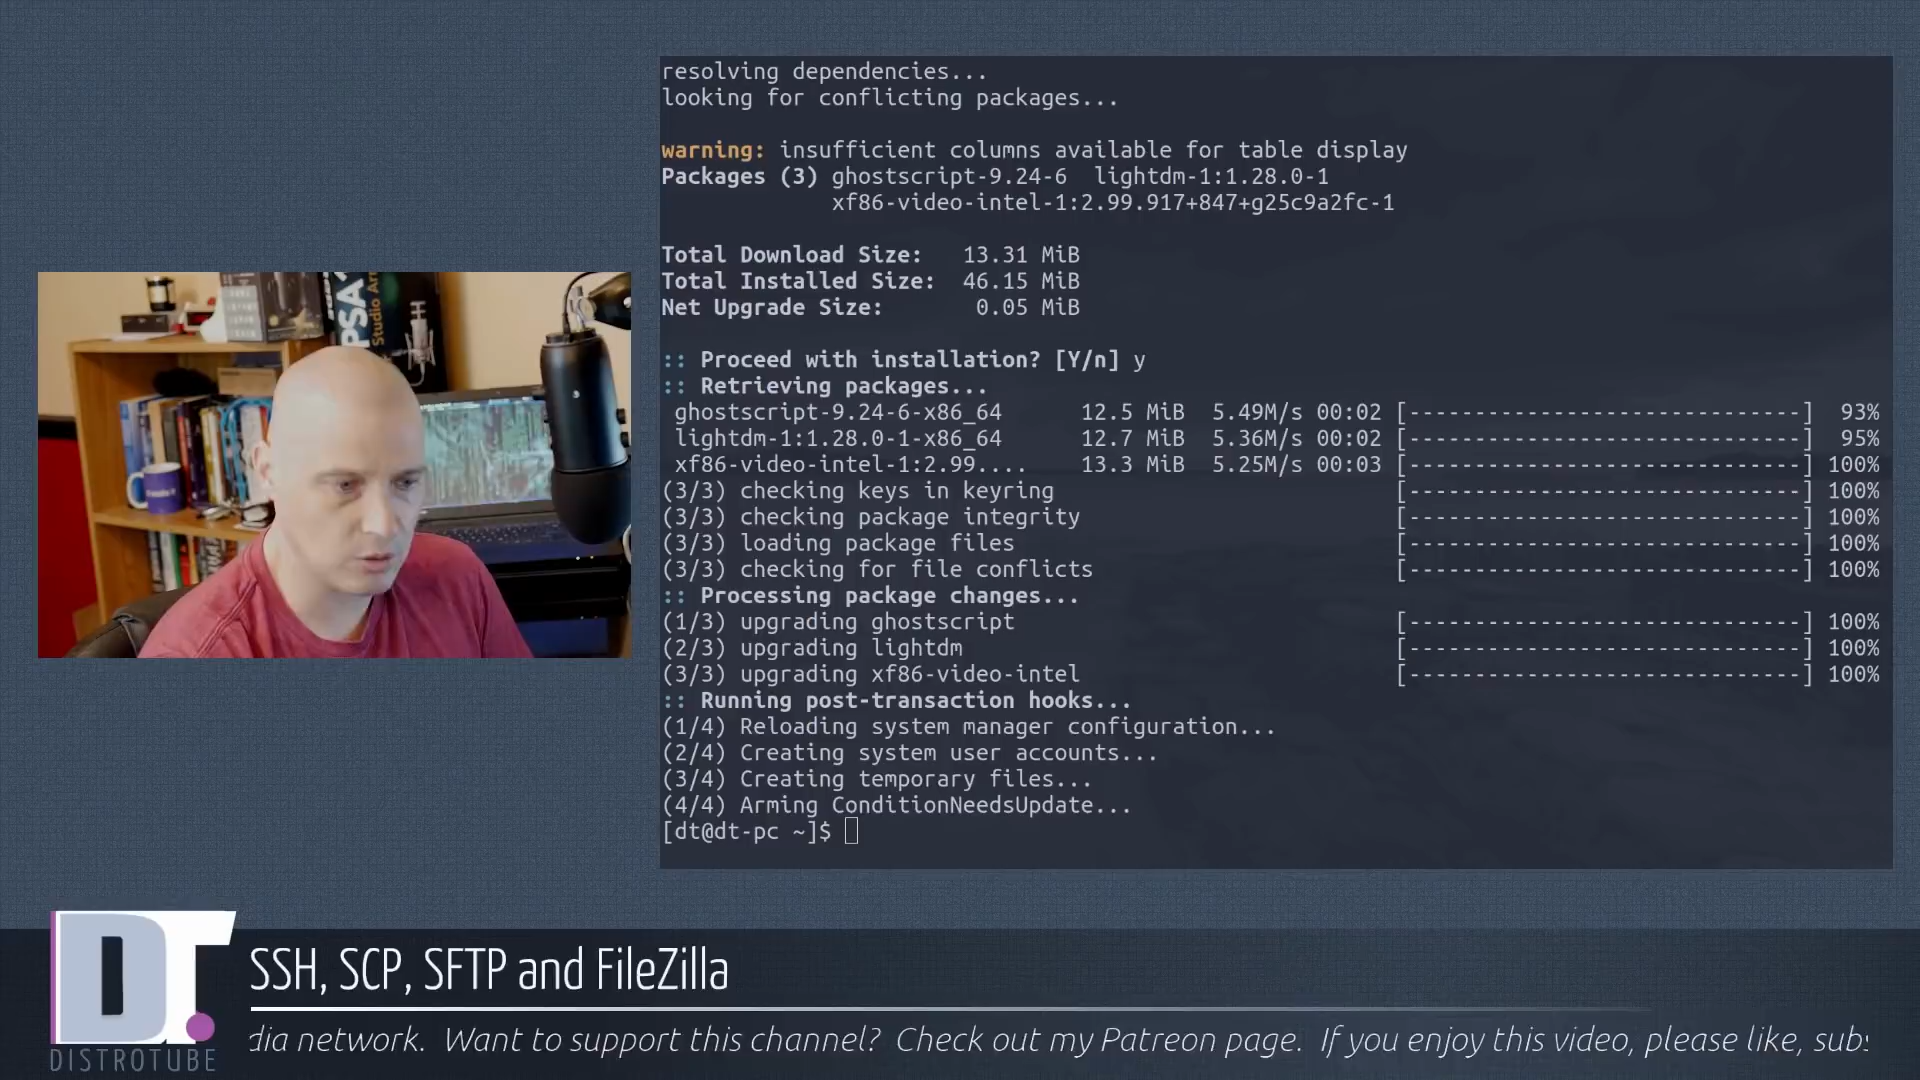 resolving dependencies...
looking for conflicting packages...
warning: insufficient columns available for table display
Packages (3) ghostscript-9.24-6  lightdm-1:1.28.0-1
xf86-video-intel-1:2.99.917+847+g25c9a2fc-1
Total Download Size:   13.31 MiB
Total Installed Size:  46.15 MiB
Net Upgrade Size:       0.05 MiB
:: Proceed with installation? [Y/n] y
:: Retrieving packages...
ghostscript-9.24-6-x86_64      12.5 MiB  5.49M/s 00:02 [------------------------------] 93%
lightdm-1:1.28.0-1-x86_64      12.7 MiB  5.36M/s 00:02 [------------------------------] 95%
xf86-video-intel-1:2.99....    13.3 MiB  5.25M/s 00:03 [------------------------------] 100%
(3/3) checking keys in keyring [------------------------------] 100%
(3/3) checking package integrity [------------------------------] 100%
(3/3) loading package files [------------------------------] 100%
(3/3) checking for file conflicts [------------------------------] 100%
:: Processing package changes...
(1/3) upgrading ghostscript [------------------------------] 100%
(2/3) upgrading lightdm [------------------------------] 100%
(3/3) upgrading xf86-video-intel [------------------------------] 100%
:: Running post-transaction hooks...
(1/4) Reloading system manager configuration...
(2/4) Creating system user accounts...
(3/4) Creating temporary files...
(4/4) Arming ConditionNeedsUpdate...
[dt@dt-pc ~]$
PSA1
Studio Ar
DT
DISTROTUBE
SSH, SCP, SFTP and FileZilla
dia network.  Want to support this channel?  Check out my Patreon page.  If you enjoy this video, please like, subs